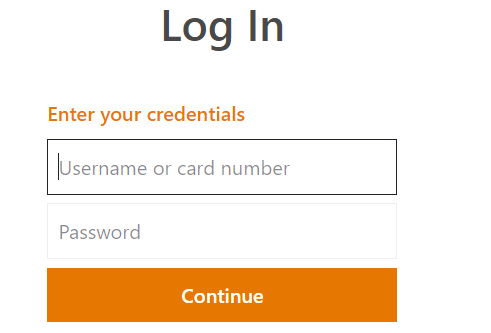 Log In
Enter your credentials
Username or card number
Password
Continue